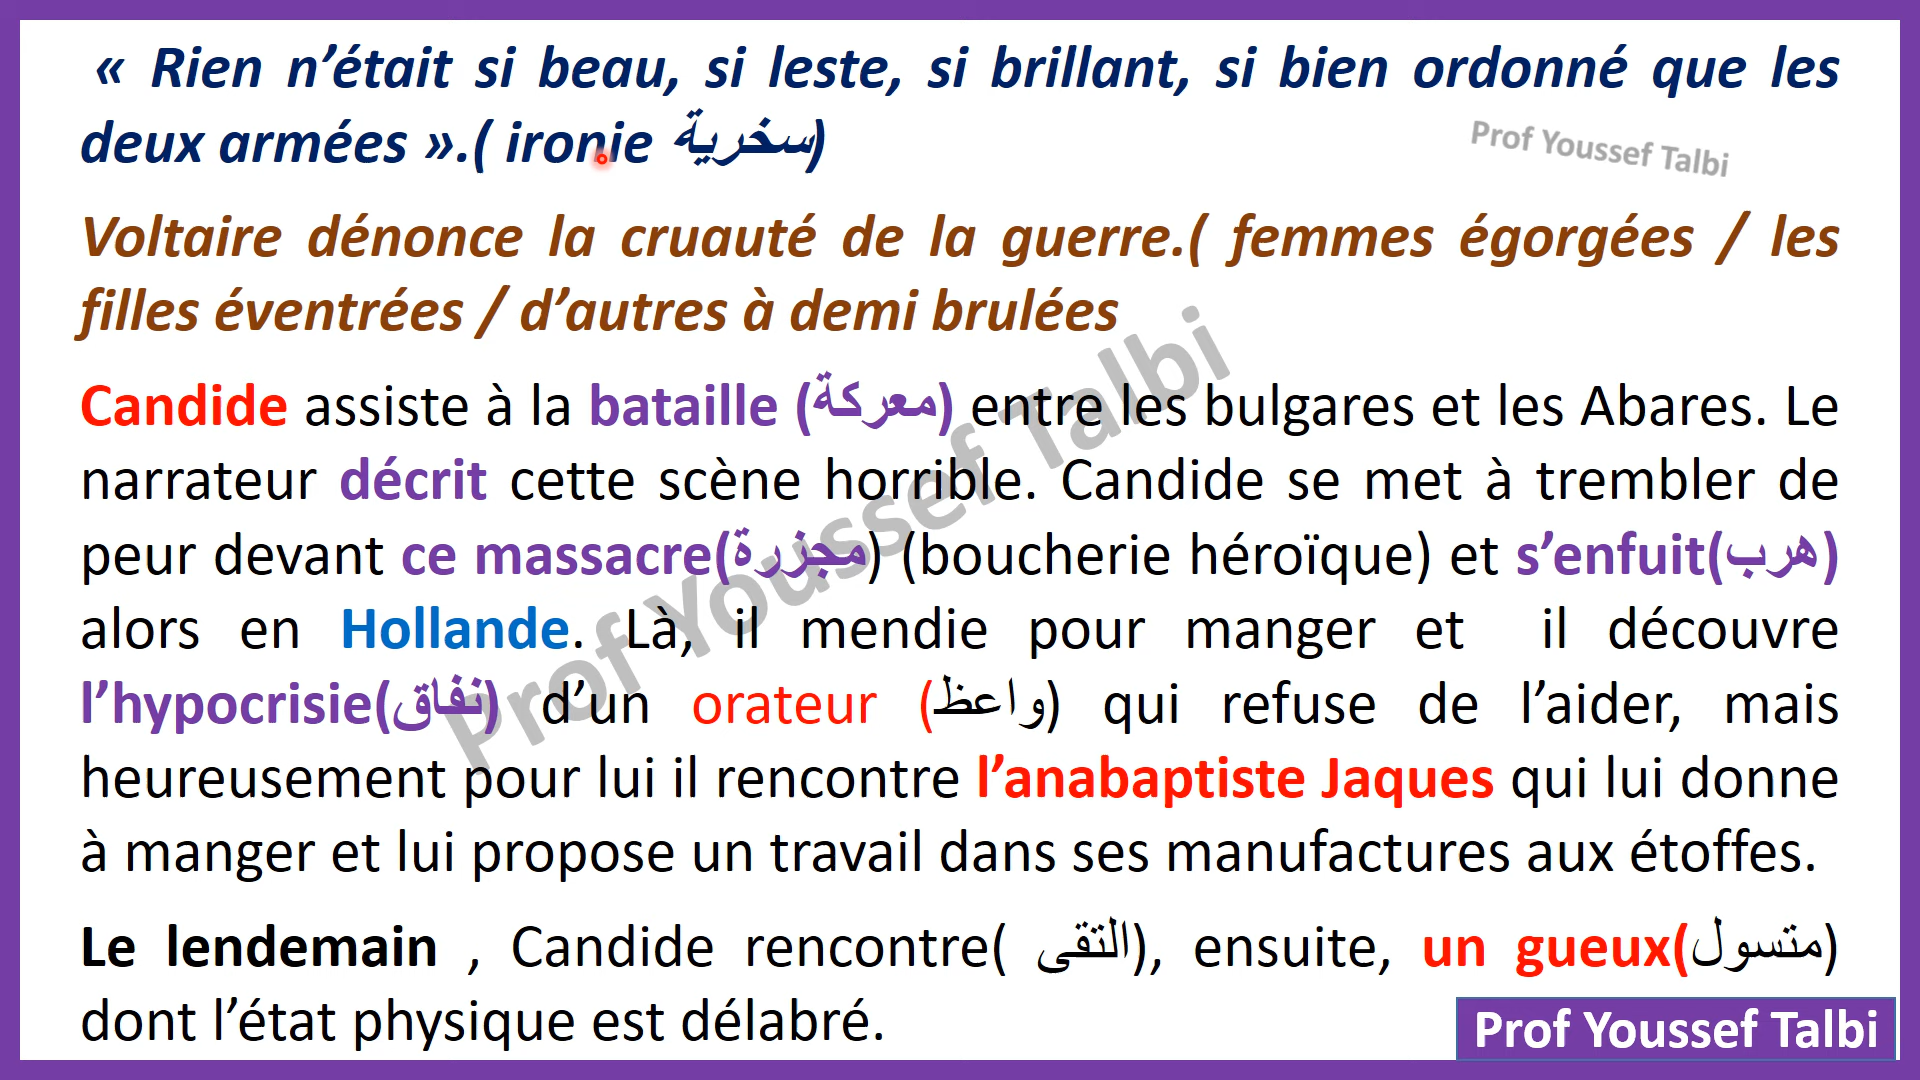 « Rien n’était si beau, si leste, si brillant, si bien ordonné que les
deux armées ».( ironie سخرية)
Prof Youssef Talbi
Voltaire dénonce la cruauté de la guerre.( femmes égorgées / les
filles éventrées / d’autres à demi brulées
Candide assiste à la bataille (معركة) entre les bulgares et les Abares. Le
narrateur décrit cette scène horrible. Candide se met à trembler de
peur devant ce massacre(مجزرة) (boucherie héroïque) et s’enfuit(هرب)
alors en Hollande. Là, il mendie pour manger et il découvre
l’hypocrisie(نفاق) d’un orateur (واعظ) qui refuse de l’aider, mais
heureusement pour lui il rencontre l’anabaptiste Jaques qui lui donne
à manger et lui propose un travail dans ses manufactures aux étoffes.
Prof Youssef Talbi
Le lendemain , Candide rencontre( التقى), ensuite, un gueux(متسول)
dont l’état physique est délabré.
Prof Youssef Talbi